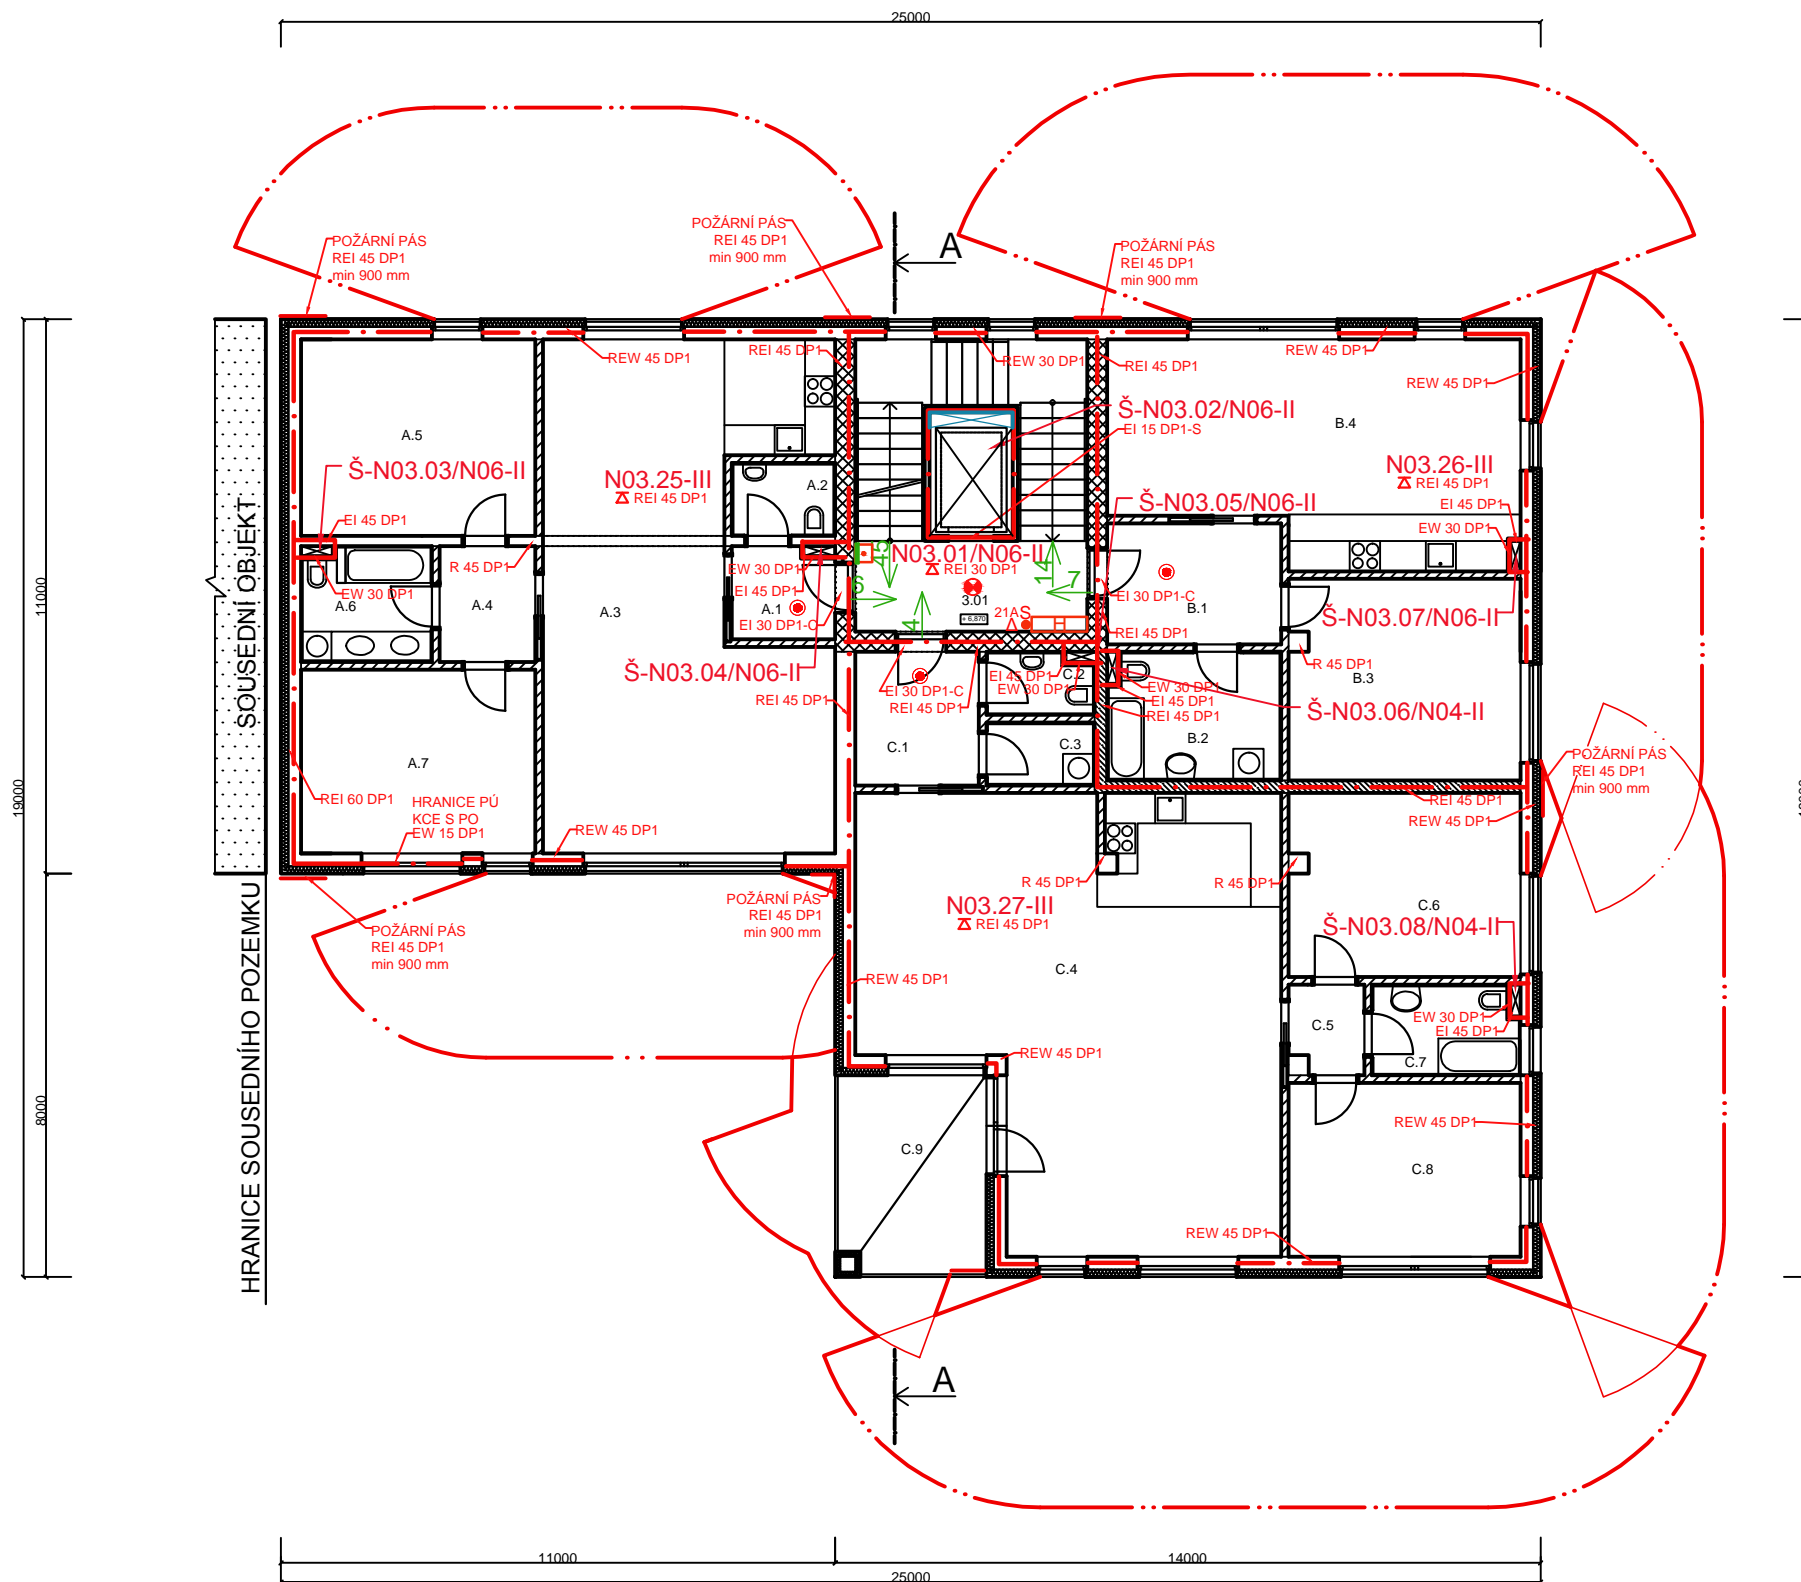 25000
A
POŽÁRNÍ PÁS
REI 45 DP1
min 900 mm
POŽÁRNÍ PÁS
REI 45 DP1
min 900 mm
POŽÁRNÍ PÁS
REI 45 DP1
min 900 mm
REW 45 DP1
REI 45 DP1
REW 30 DP1
REI 45 DP1
REW 45 DP1
REW 45 DP1
A.5
Š-N03.03/N06-II
N03.25-III
REI 45 DP1
A.2
Š-N03.02/N06-II
EI 15 DP1-S
B.4
N03.26-III
REI 45 DP1
Š-N03.05/N06-II
EI 45 DP1
EW 30 DP1
EI 45 DP1
R 45 DP1
EW 30 DP1
A.6
A.4
A.3
EW 30 DP1
EI 45 DP1
A.1
EI 30 DP1-C
45
N03.01/N06-II
REI 30 DP1
14
6
7
4
3.01
+ 6,870
21AS
H
EI 30 DP1-C
B.1
REI 45 DP1
Š-N03.07/N06-II
R 45 DP1
B.3
Š-N03.04/N06-II
REI 45 DP1
EI 30 DP1-C
REI 45 DP1
EI 45 DP1
C.2
EW 30 DP1
EW 30 DP1
EI 45 DP1
REI 45 DP1
Š-N03.06/N04-II
B.2
C.1
C.3
A.7
REI 60 DP1
HRANICE PÚ
KCE S PO
EW 15 DP1
REW 45 DP1
POŽÁRNÍ PÁS
REI 45 DP1
min 900 mm
REI 45 DP1
REW 45 DP1
SOUSEDNÍ OBJEKT
HRANICE SOUSEDNÍHO POZEMKU
11000
19000
8000
R 45 DP1
R 45 DP1
POŽÁRNÍ PÁS
REI 45 DP1
min 900 mm
POŽÁRNÍ PÁS
REI 45 DP1
min 900 mm
N03.27-III
REI 45 DP1
C.6
Š-N03.08/N04-II
C.4
REW 45 DP1
EW 30 DP1
EI 45 DP1
C.5
C.7
REW 45 DP1
REW 45 DP1
C.9
C.8
REW 45 DP1
A
11000
14000
25000